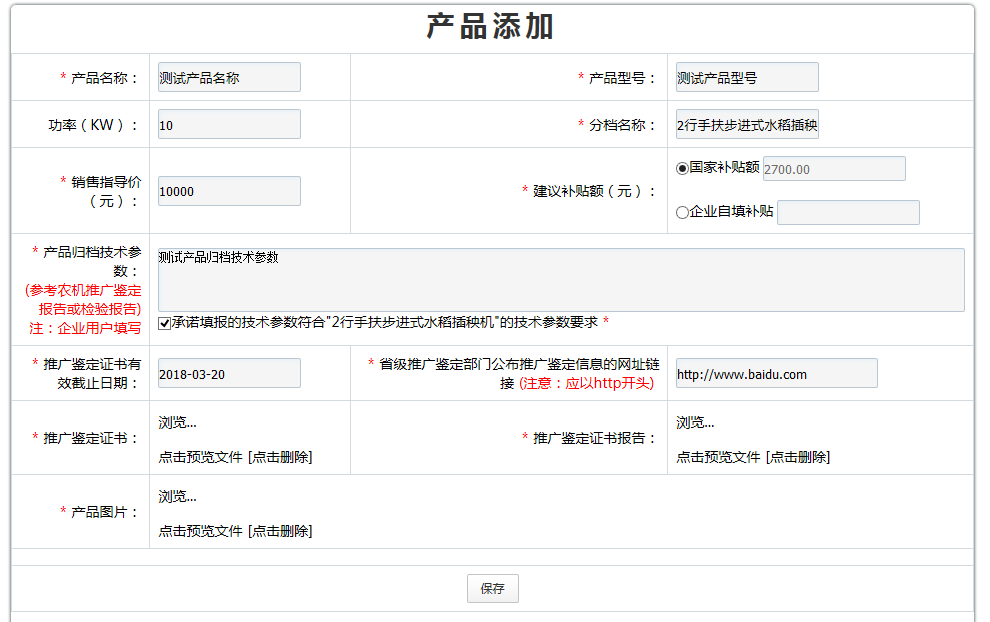 产品添加
* 产品名称： 测试产品名称 * 产品型号： 测试产品型号
功率（KW）： 10 * 分档名称： 2行手扶步进式水稻插秧
* 销售指导价
（元）：
10000
* 建议补贴额（元）：
国家补贴额 2700.00
企业自填补贴
* 产品归档技术参
数：
(参考农机推广鉴定
报告或检验报告)
注：企业用户填写
测试产品归档技术参数
承诺填报的技术参数符合"2行手扶步进式水稻插秧机"的技术参数要求 *
* 推广鉴定证书有
效截止日期：
2018-03-20
* 省级推广鉴定部门公布推广鉴定信息的网址链
接 (注意：应以http开头)
http://www.baidu.com
* 推广鉴定证书：
浏览...
点击预览文件 [点击删除]
* 推广鉴定证书报告：
浏览...
点击预览文件 [点击删除]
* 产品图片：
浏览...
点击预览文件 [点击删除]
保存